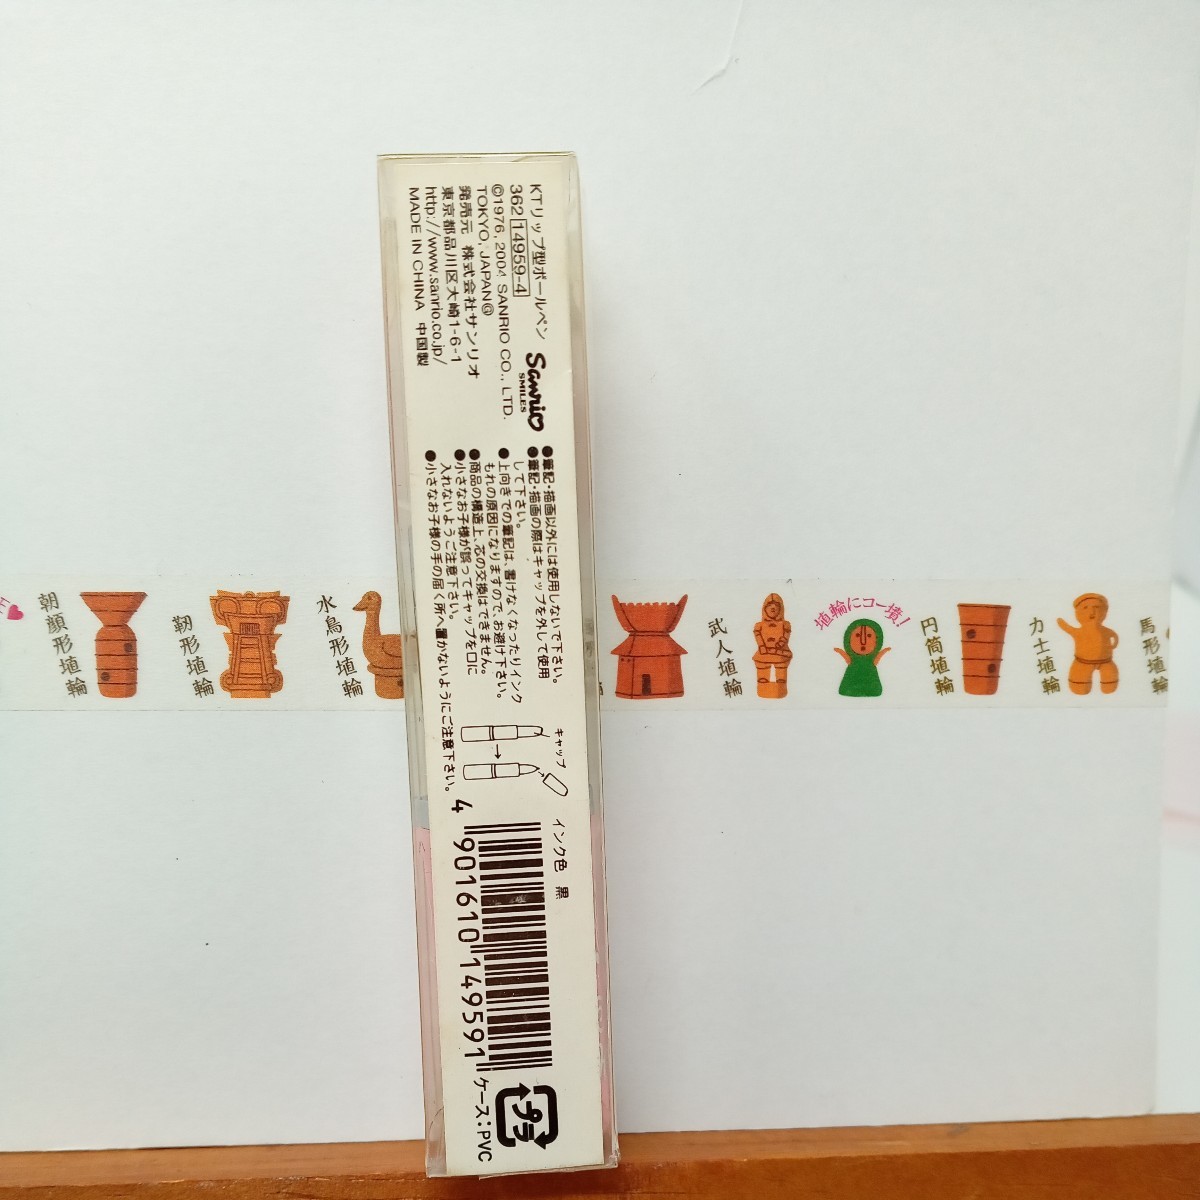 KTリップ型ボールペン
362 14959-4
©1976, 2004 SANRIO CO., LTD.
TOKYO, JAPAN Ⓖ
発売元 株式会社サンリオ
東京都品川区大崎1-6-1
http://www.sanrio.co.jp/
MADE IN CHINA 中国製
Sanrio
SMILES
●筆記・描画以外には使用しないで下さい。
●筆記・描画の際はキャップを外して使用
して下さい。
●上向きでの筆記は、書けなくなったりインク
もれの原因になりますので、お避け下さい。
●商品の構造上、芯の交換はできません。
●小さなお子様が誤ってキャップを口に
入れないようご注意下さい。
●小さなお子様の手の届く所へ置かないようにご注意下さい。
キャップ
インク色 黒
4 901610 149591
ケース:PVC
プラ
朝顔形埴輪
靭形埴輪
水鳥形埴輪
武人埴輪
埴輪にコー墳!
円筒埴輪
力士埴輪
馬形埴輪